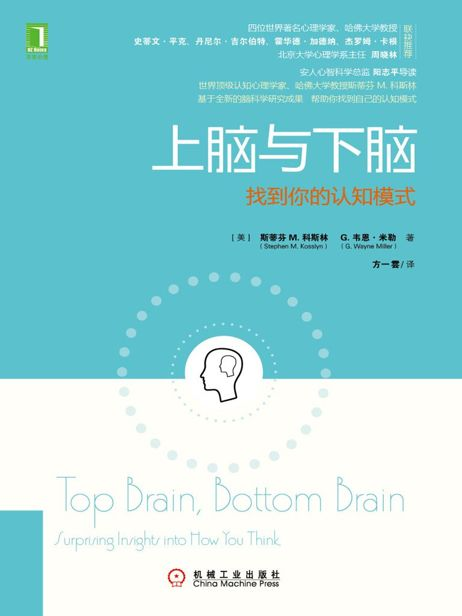 HZ BOOKS
华章心理
四位世界著名心理学家、哈佛大学教授
史蒂文·平克、丹尼尔·吉尔伯特、霍华德·加德纳、杰罗姆·卡根
北京大学心理学系主任 周晓林
联袂推荐
安人心智科学总监 阳志平导读
世界顶级认知心理学家、哈佛大学教授斯蒂芬 M. 科斯林
基于全新的脑科学研究成果 帮助你找到自己的认知模式
上脑与下脑
找到你的认知模式
[美] 斯蒂芬 M. 科斯林 G. 韦恩·米勒 著
(Stephen M. Kosslyn) (G. Wayne Miller)
方一雲/译
Top Brain, Bottom Brain
Surprising Insights into How You Think
机械工业出版社
China Machine Press